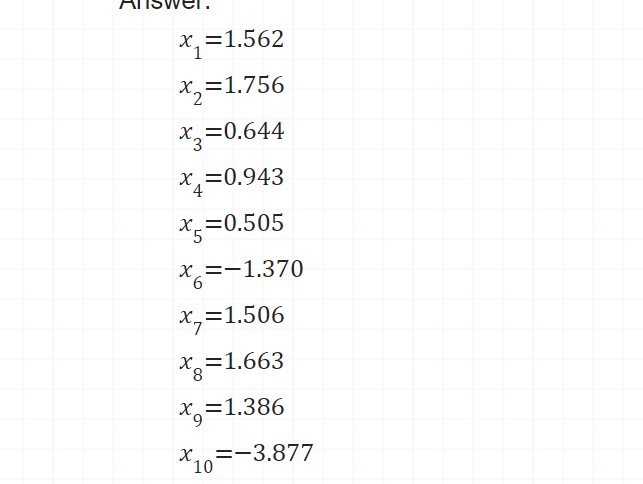 Answer:
x₁=1.562
x₂=1.756
x₃=0.644
x₄=0.943
x₅=0.505
x₆=−1.370
x₇=1.506
x₈=1.663
x₉=1.386
x₁₀=−3.877